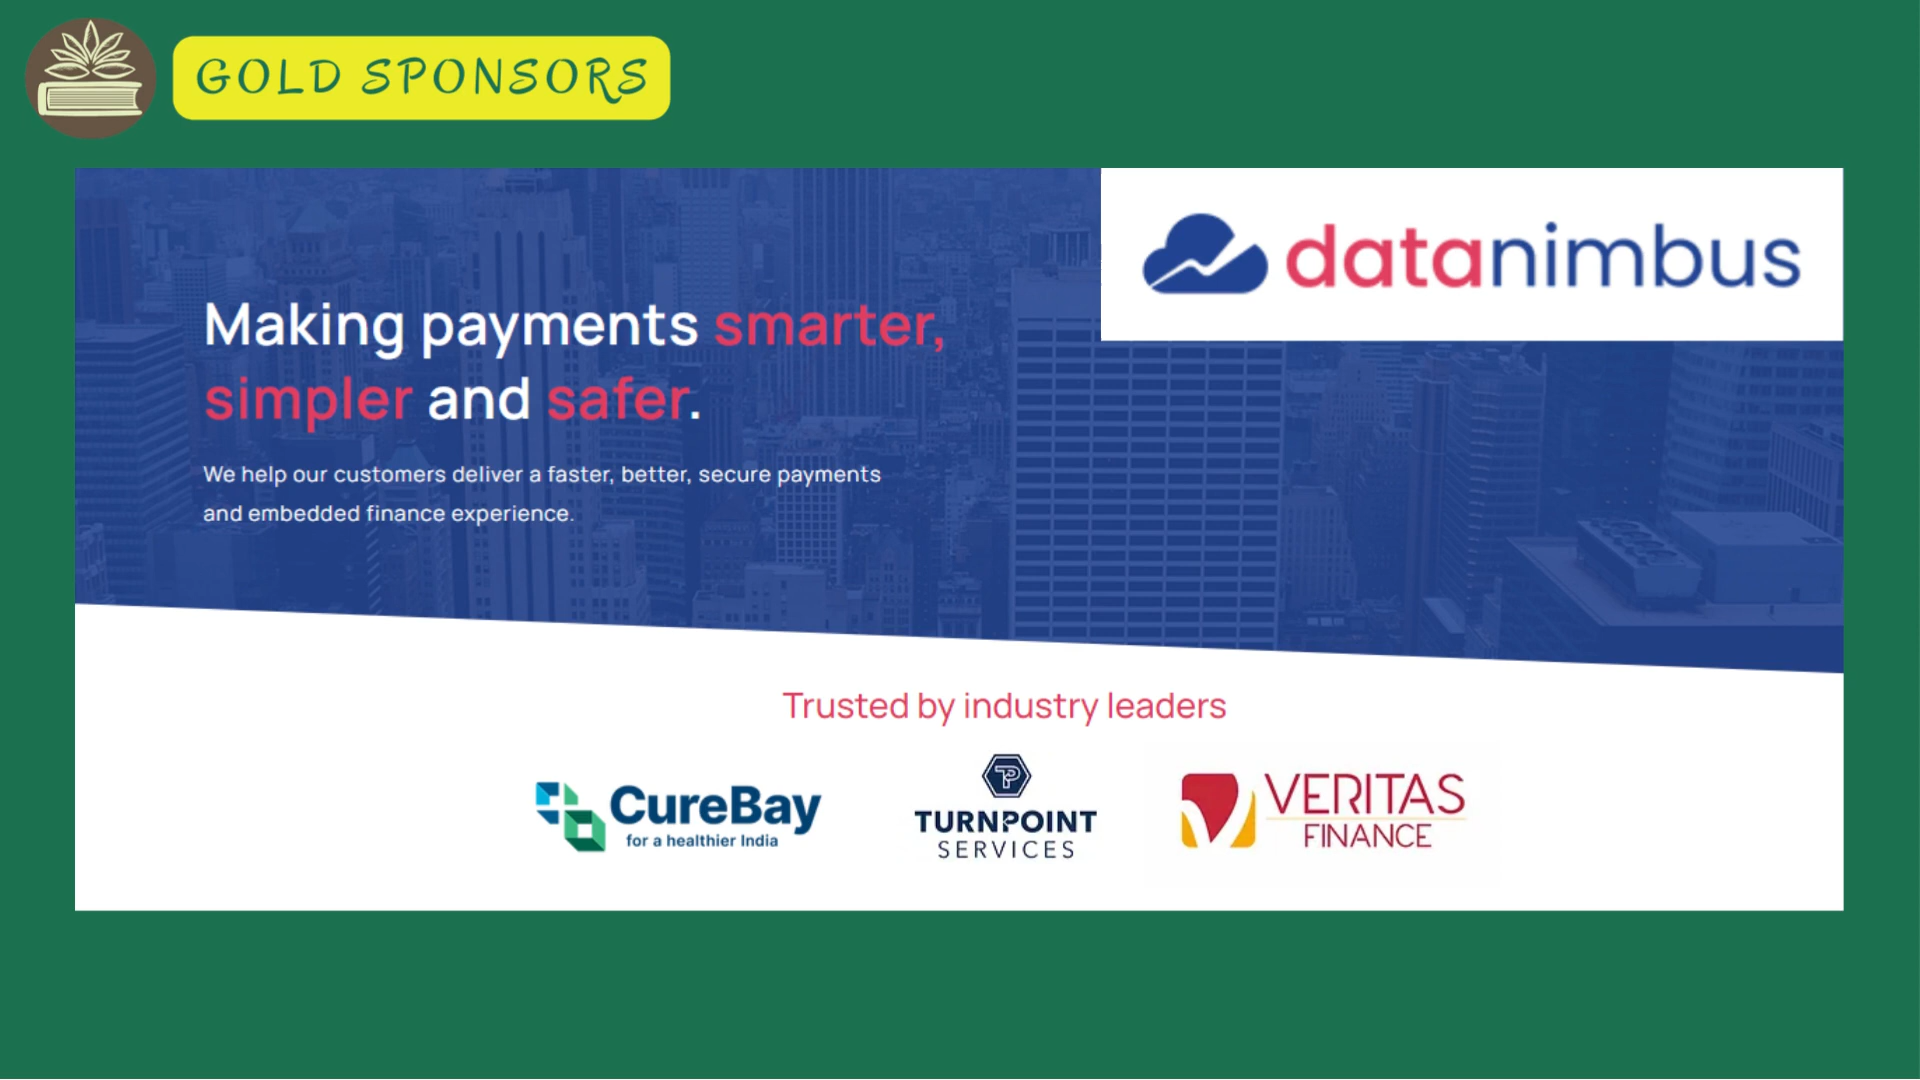 GOLD SPONSORS
datanimbus
Making payments smarter,
simpler and safer.
We help our customers deliver a faster, better, secure payments
and embedded finance experience.
Trusted by industry leaders
CureBay
for a healthier India
TP
TURNPOINT
SERVICES
VERITAS
FINANCE